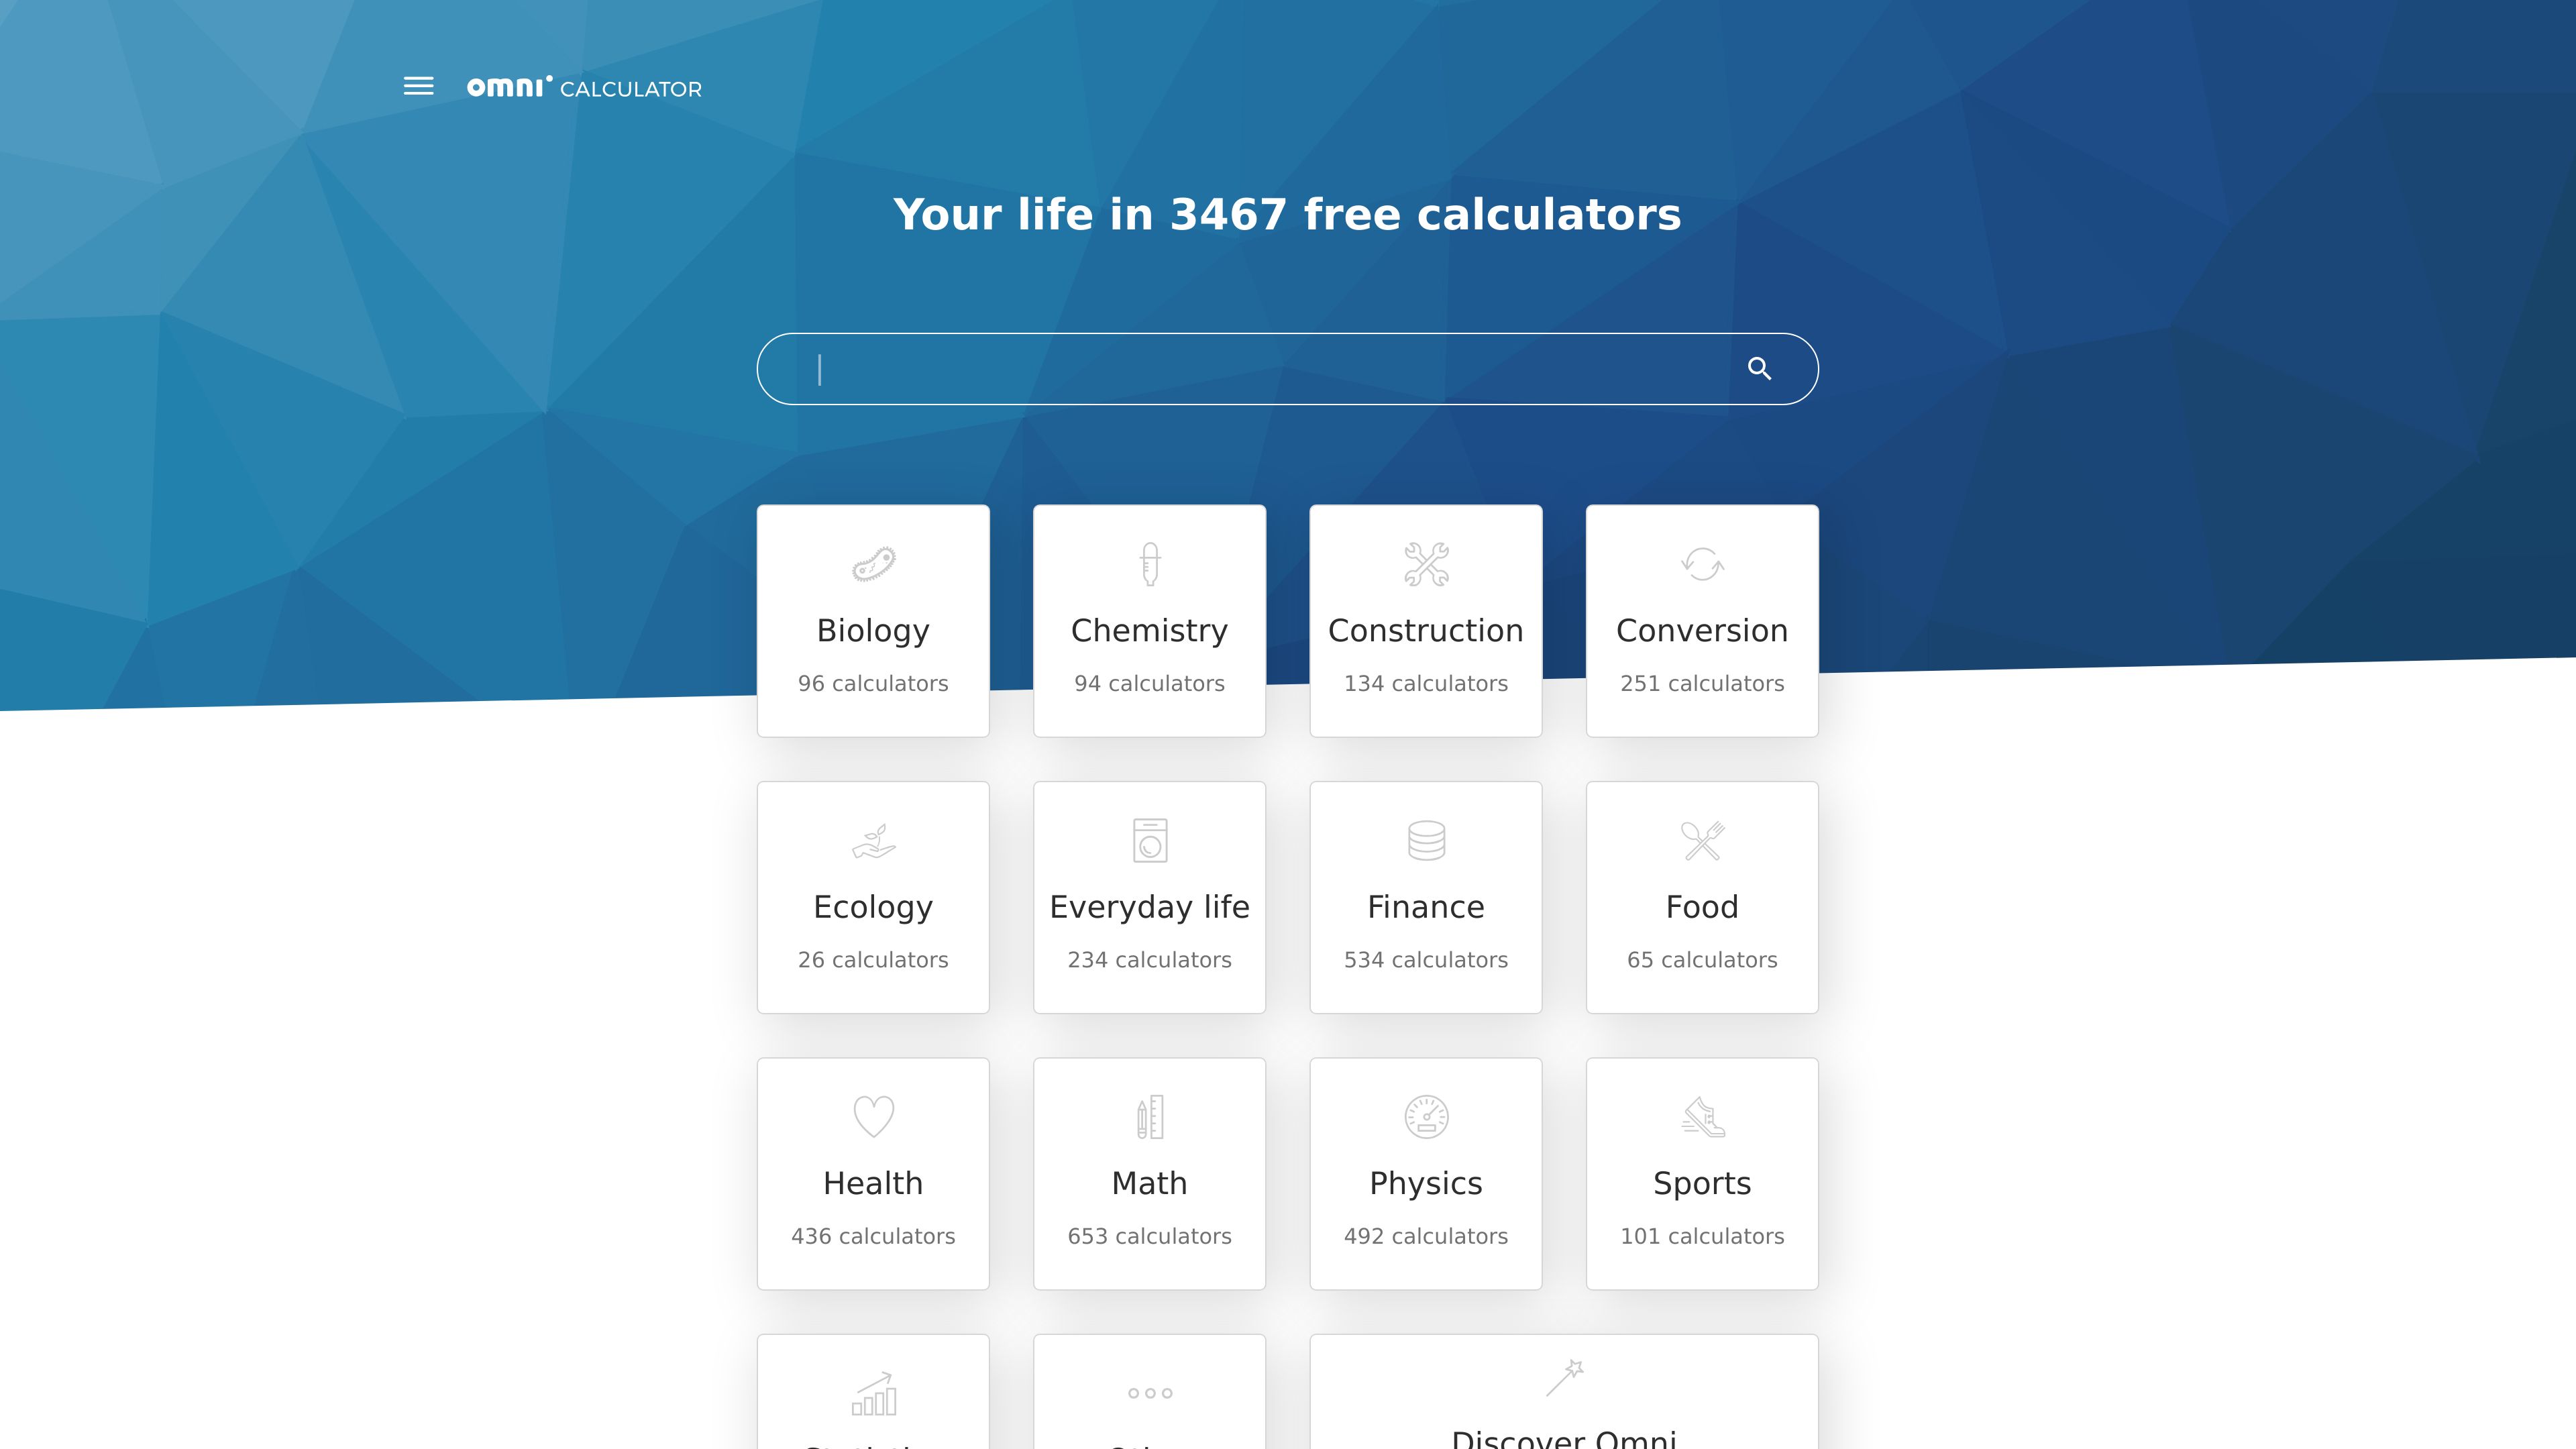 omni CALCULATOR
Your life in 3467 free calculators
Biology
96 calculators
Chemistry
94 calculators
Construction
134 calculators
Conversion
251 calculators
Ecology
26 calculators
Everyday life
234 calculators
Finance
534 calculators
Food
65 calculators
Health
436 calculators
Math
653 calculators
Physics
492 calculators
Sports
101 calculators
Discover Omni